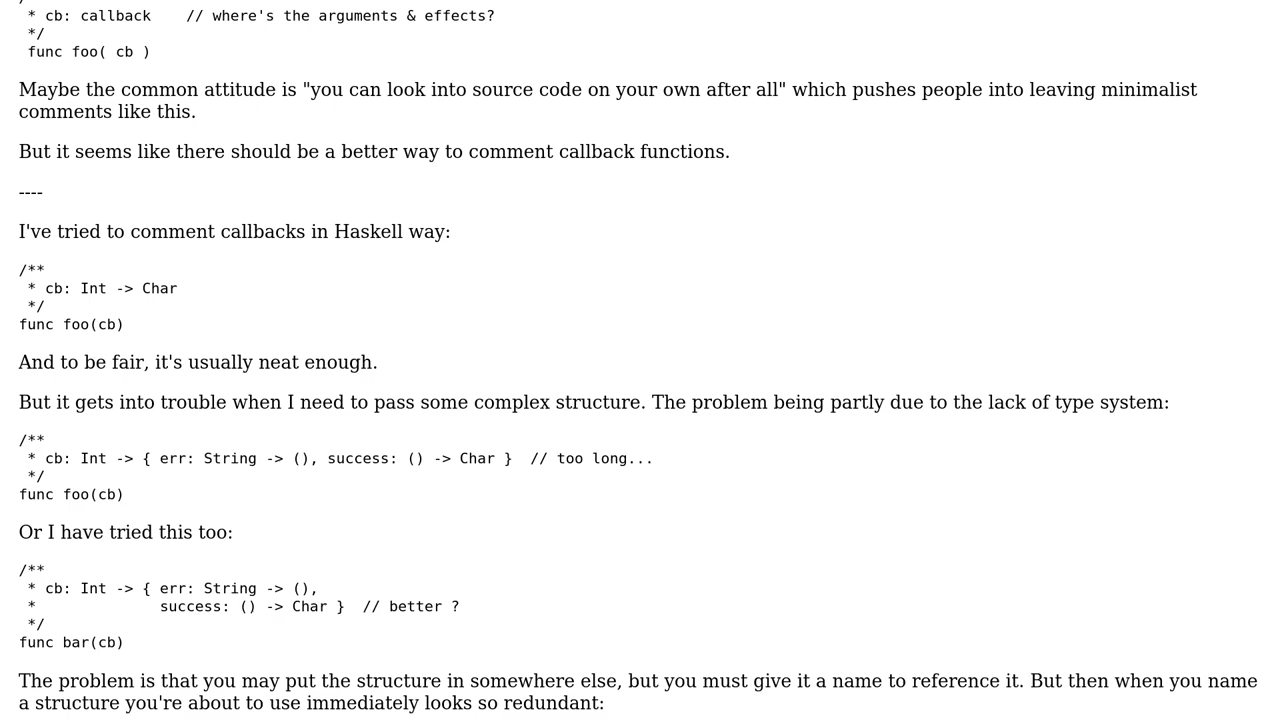 * cb: callback    // where's the arguments & effects?
 */
 func foo( cb )
Maybe the common attitude is "you can look into source code on your own after all" which pushes people into leaving minimalist
comments like this.
But it seems like there should be a better way to comment callback functions.
----
I've tried to comment callbacks in Haskell way:
/**
 * cb: Int -> Char
 */
func foo(cb)
And to be fair, it's usually neat enough.
But it gets into trouble when I need to pass some complex structure. The problem being partly due to the lack of type system:
/**
 * cb: Int -> { err: String -> (), success: () -> Char }  // too long...
 */
func foo(cb)
Or I have tried this too:
/**
 * cb: Int -> { err: String -> (),
 *              success: () -> Char }  // better ?
 */
func bar(cb)
The problem is that you may put the structure in somewhere else, but you must give it a name to reference it. But then when you name
a structure you're about to use immediately looks so redundant: